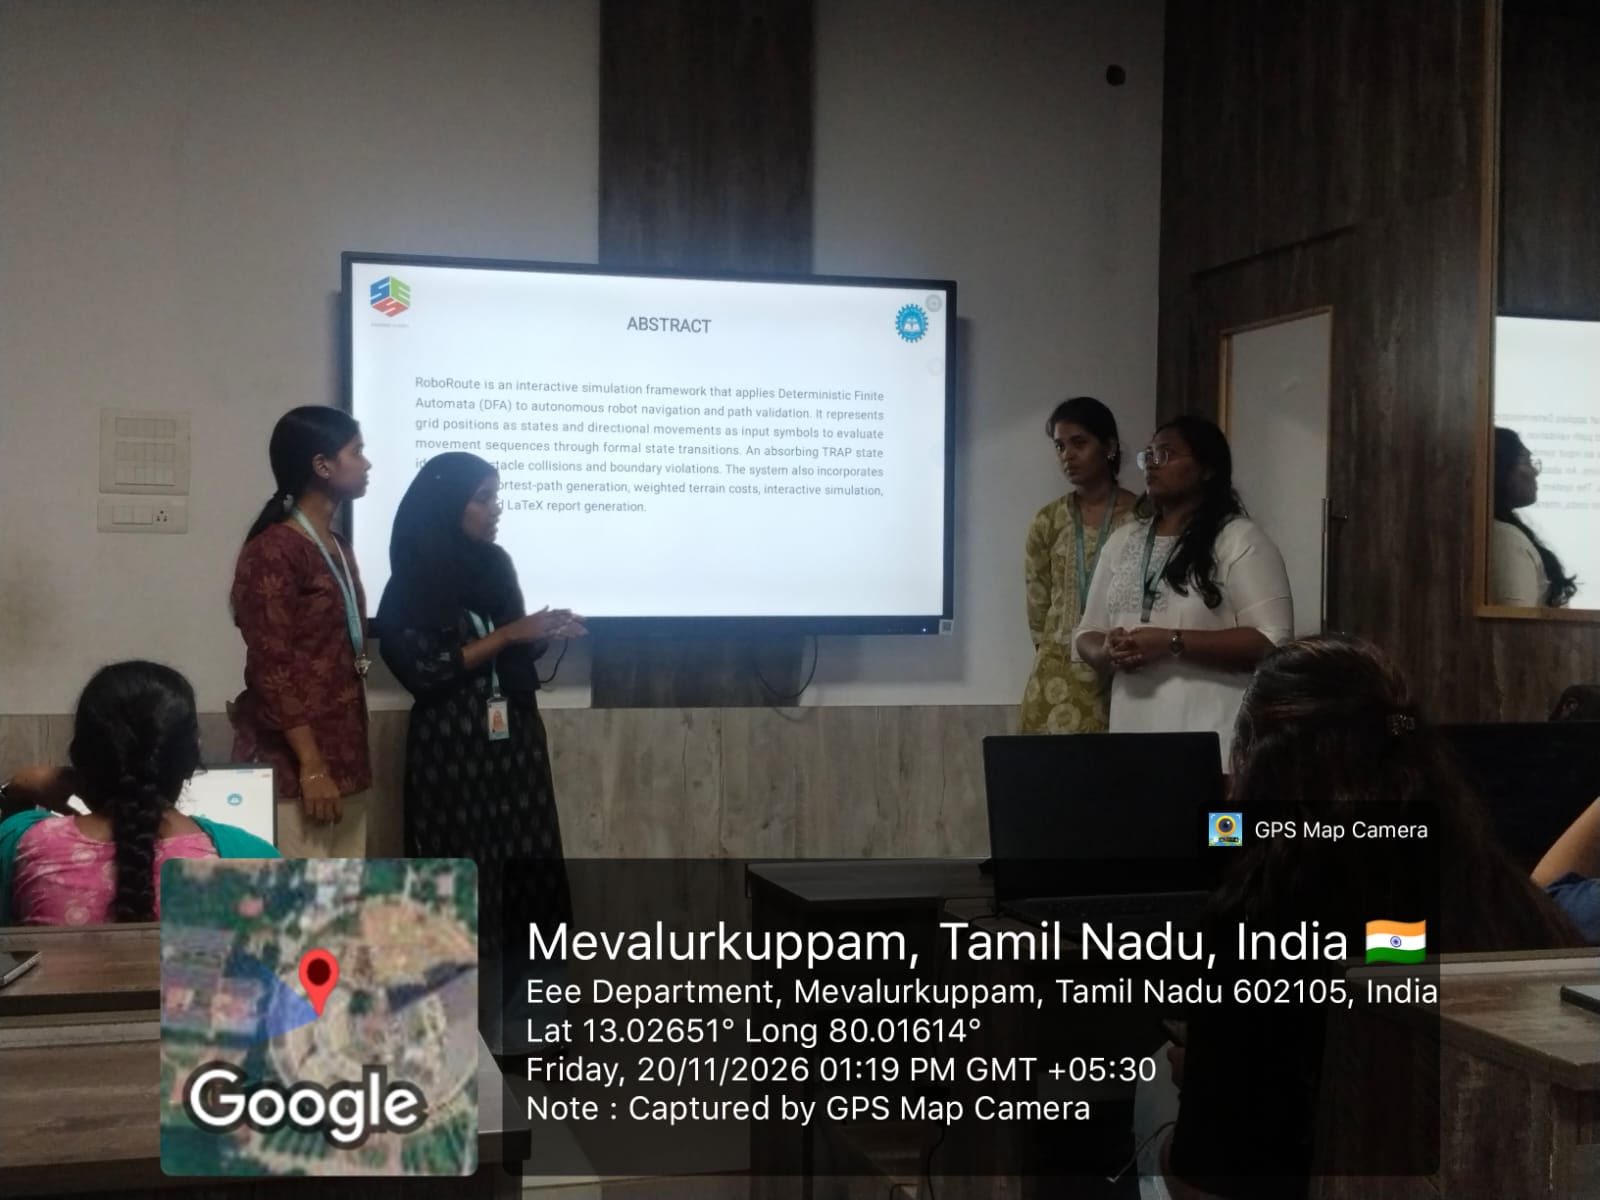 ABSTRACT
RoboRoute is an interactive simulation framework that applies Deterministic Finite
Automata (DFA) to autonomous robot navigation and path validation. It represents
grid positions as states and directional movements as input symbols to evaluate
movement sequences through formal state transitions. An absorbing TRAP state
collisions and boundary violations. The system also incorporates
generation, weighted terrain costs, interactive simulation,
LaTeX report generation.
GPS Map Camera
Mevalurkuppam, Tamil Nadu, India
Eee Department, Mevalurkuppam, Tamil Nadu 602105, India
Lat 13.02651° Long 80.01614°
Friday, 20/11/2026 01:19 PM GMT +05:30
Note : Captured by GPS Map Camera
Google